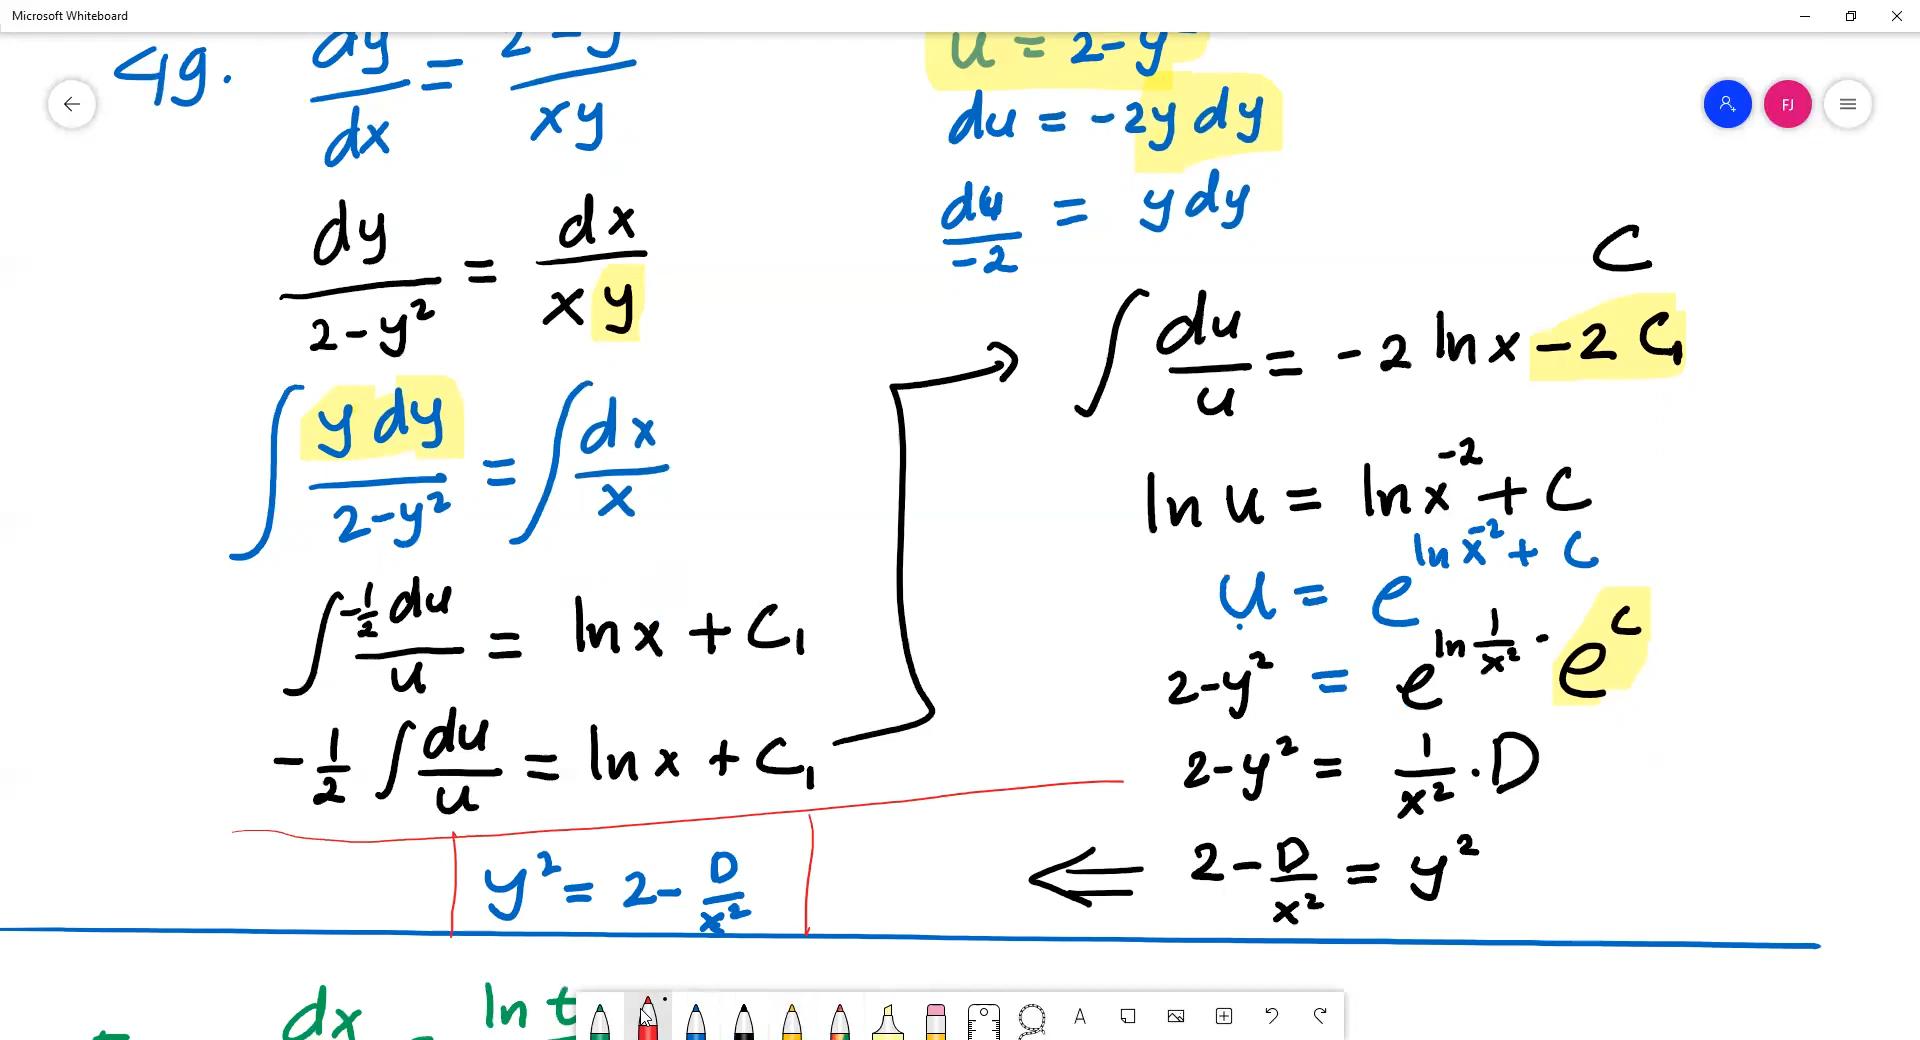 Microsoft Whiteboard
4g. dy/dx = 2-y/xy
dy/2-y² = dx/xy
∫ y dy/2-y² = ∫ dx/x
∫ -1/2 du/u = ln x + C₁
-1/2 ∫ du/u = ln x + C₁
u = 2-y
du = -2y dy
du/-2 = y dy
C
∫ du/u = -2 ln x -2 C₁
ln u = ln x⁻² + C
u = e^(ln x⁻² + C)
2-y² = e^(ln 1/x²) · e^C
2-y² = 1/x² · D
⇐ 2 - D/x² = y²
y² = 2 - D/x²
dx = ln t
FJ
A